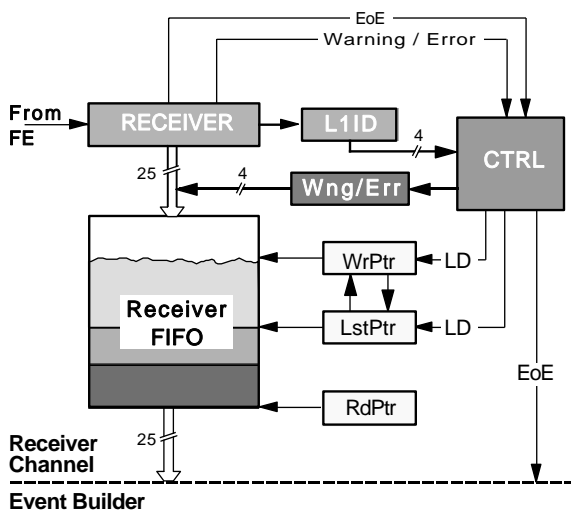 EoE
Warning / Error
From
FE
RECEIVER
L1ID
4
CTRL
25
4
Wng/Err
WrPtr
LD
Receiver
FIFO
LstPtr
LD
EoE
RdPtr
25
Receiver
Channel
Event Builder